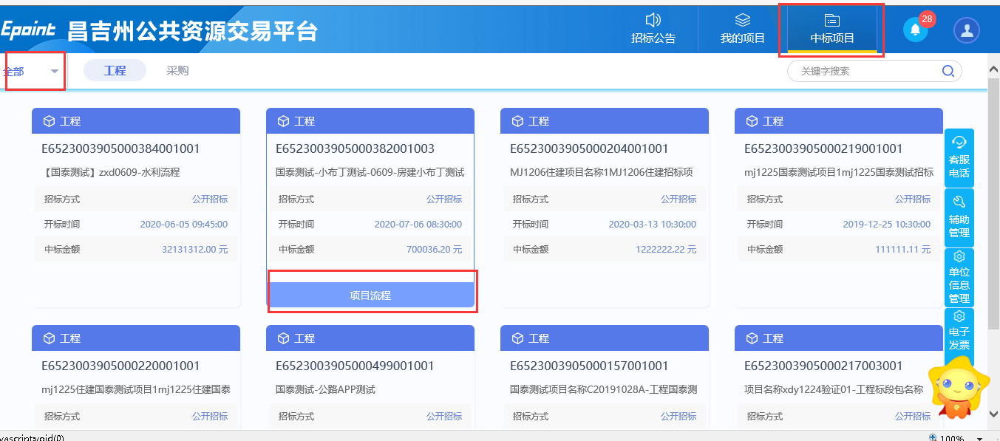 Epoint 昌吉州公共资源交易平台
招标公告
我的项目
中标项目
28
全部
工程
采购
关键字搜索
工程
E6523003905000384001001
【国泰测试】zxd0609-水利流程
招标方式 公开招标
开标时间 2020-06-05 09:45:00
中标金额 32131312.00 元
工程
E6523003905000382001003
国泰测试-小布丁测试-0609-房建小布丁测试
招标方式 公开招标
开标时间 2020-07-06 08:30:00
中标金额 700036.20 元
项目流程
工程
E6523003905000204001001
MJ1206住建项目名称1MJ1206住建招标项
招标方式 公开招标
开标时间 2020-03-13 10:30:00
中标金额 1222222.22 元
工程
E6523003905000219001001
mj1225国泰测试项目1mj1225国泰测试招标
招标方式 公开招标
开标时间 2019-12-25 10:30:00
中标金额 111111.11 元
工程
E6523003905000220001001
mj1225住建国泰测试项目1mj1225住建国泰
招标方式 公开招标
工程
E6523003905000499001001
国泰测试-公路APP测试
招标方式 公开招标
工程
E6523003905000157001001
国泰测试项目名称C20191028A-工程国泰测
招标方式 公开招标
工程
E6523003905000217003001
项目名称xdy1224验证01-工程标段包名称
招标方式 公开招标
客服
电话
辅助
管理
单位
信息
管理
电子
发票
vascript:void(0)
100%